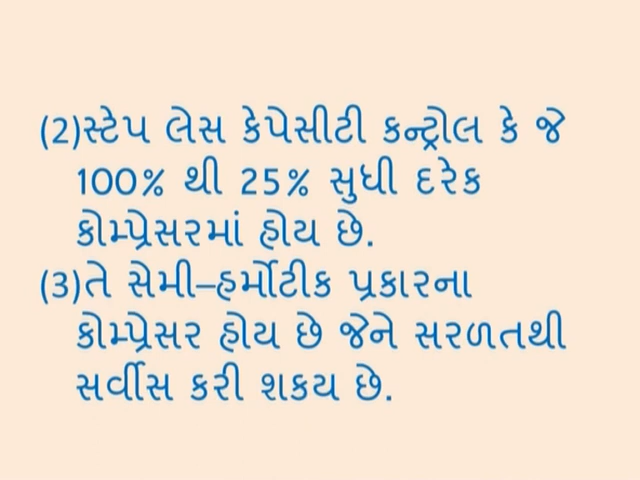 (2)સ્ટેપ લેસ કેપેસીટી કન્ટ્રોલ કે જે
100% થી 25% સુધી દરેક
કોમ્પ્રેસરમાં હોય છે.
(3)તે સેમી–હર્મોટીક પ્રકારના
કોમ્પ્રેસર હોય છે જેને સરળતથી
સર્વીસ કરી શકય છે.